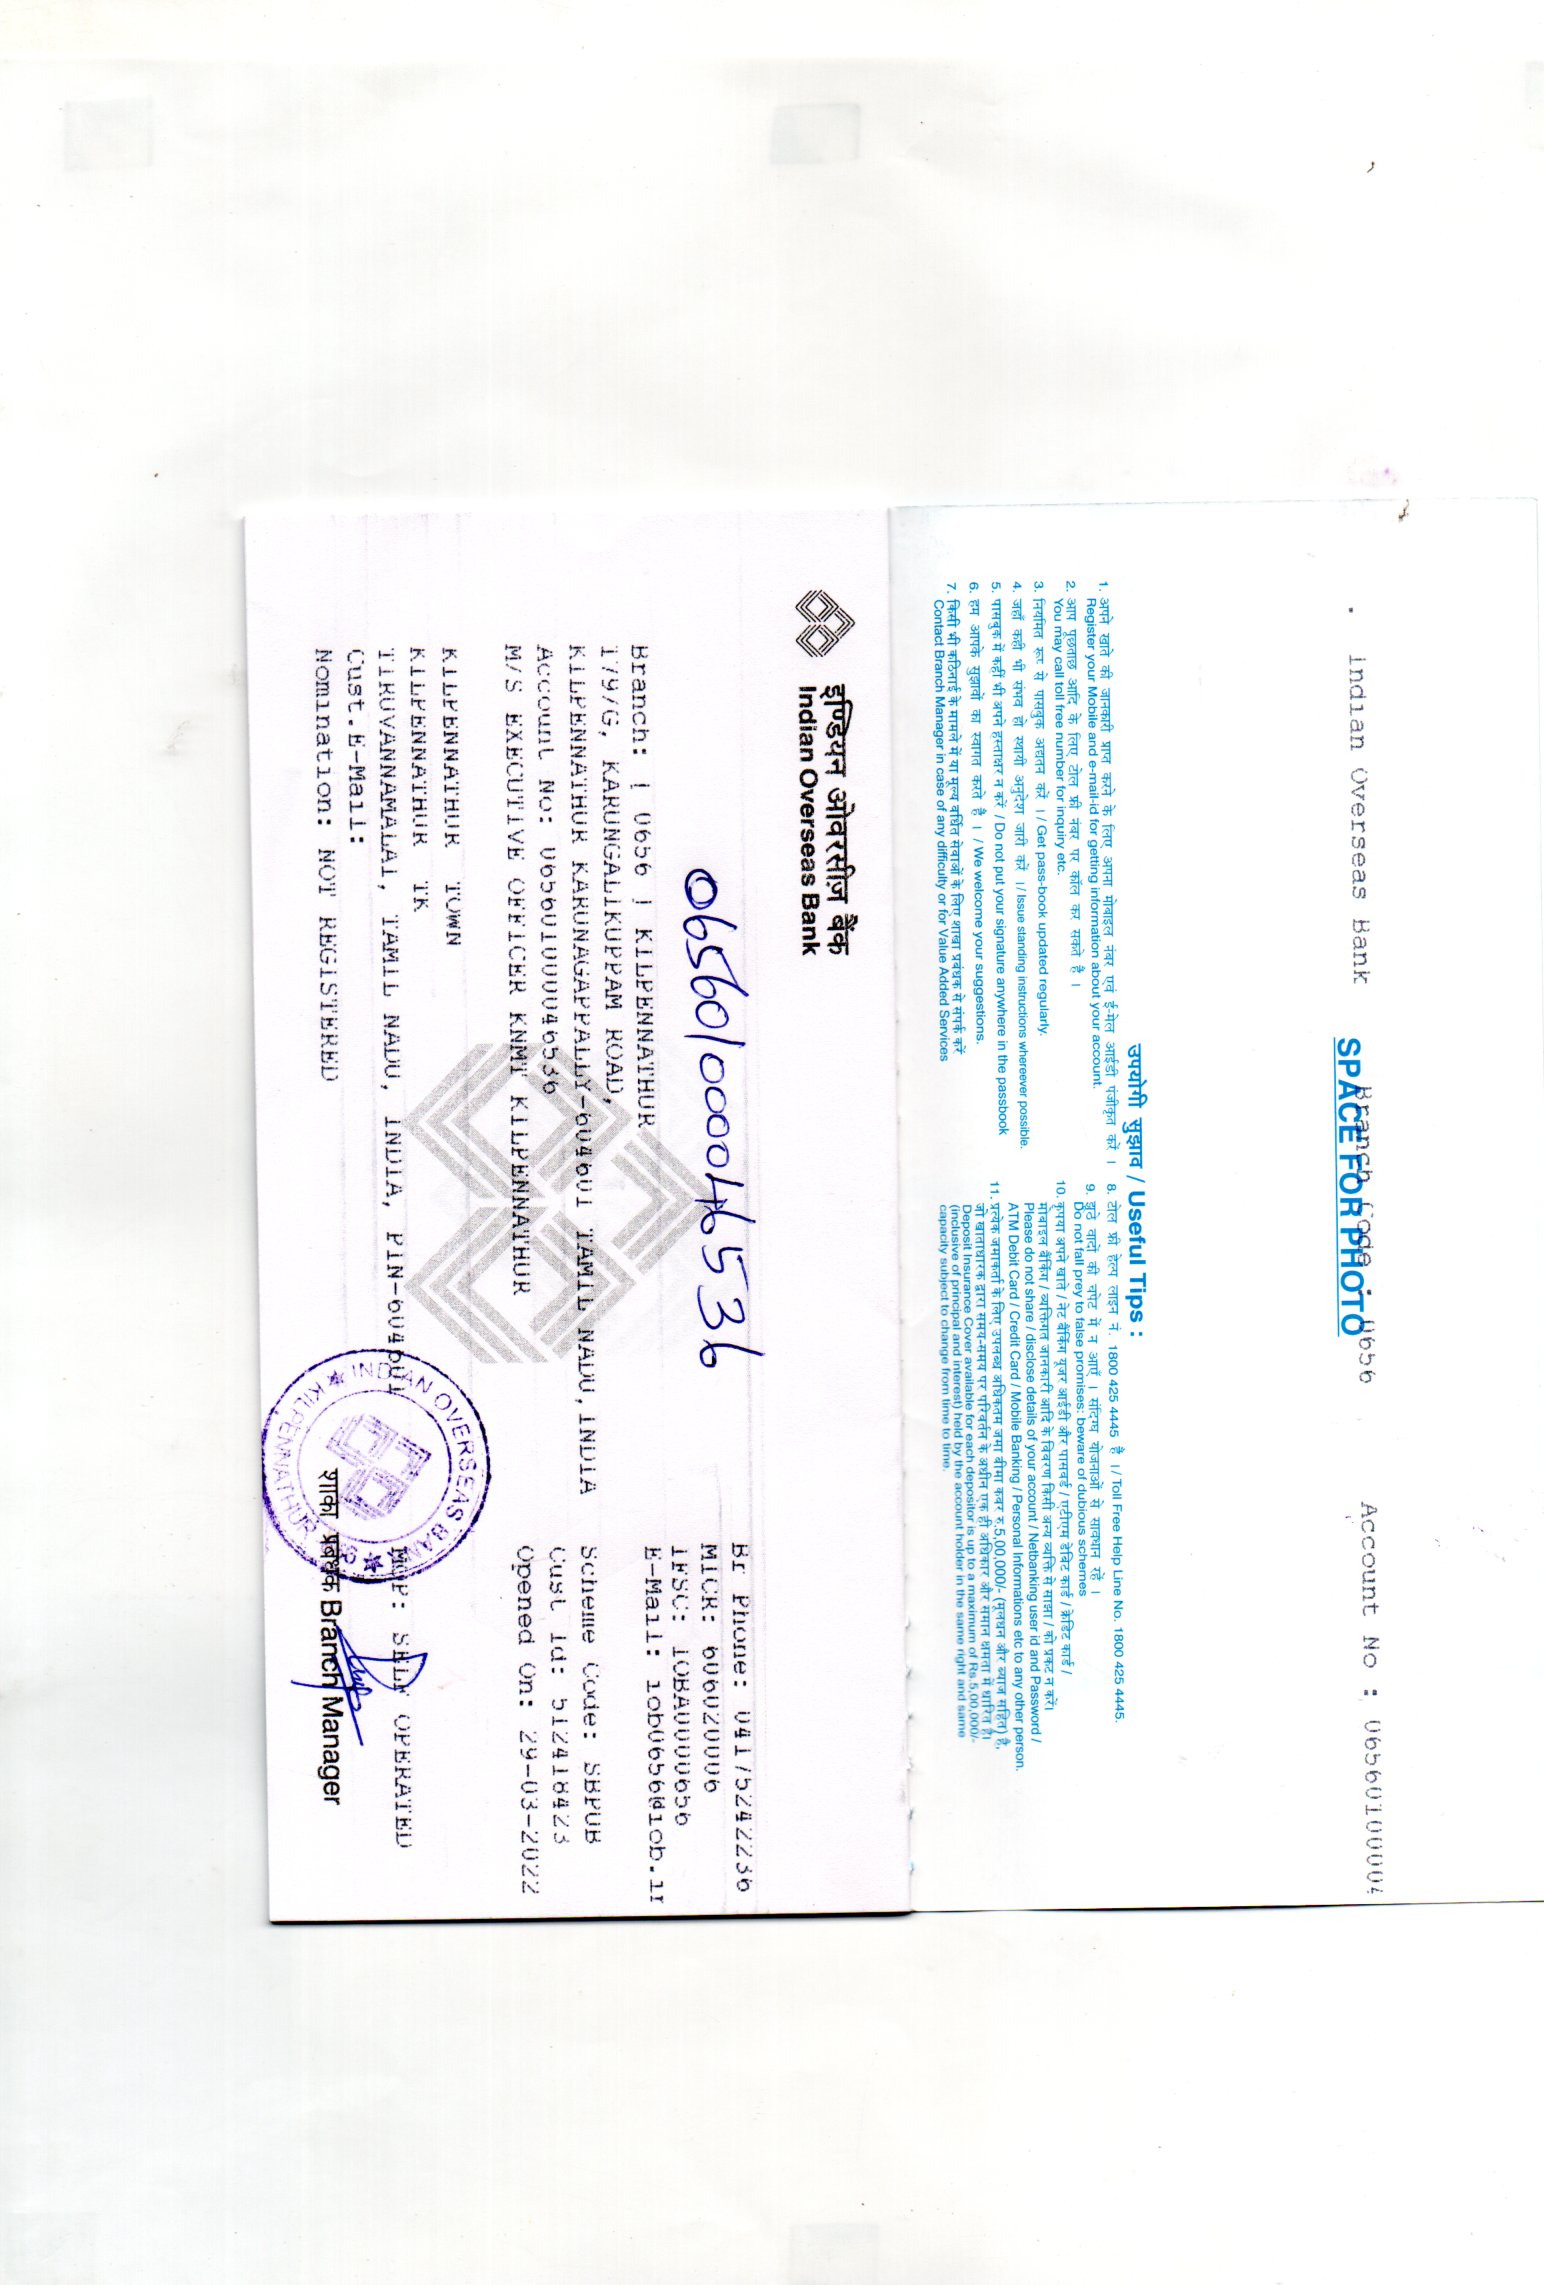 Indian Overseas Bank Branch Code : 0656 Account No : 06560100004
SPACE FOR PHOTO
उपयोगी सुझाव / Useful Tips :
1. अपने खाते की जानकारी प्राप्त करने के लिए अपना मोबाइल नंबर एवं ई-मेल आईडी पंजीकृत करें ।
Register your Mobile and e-mail-id for getting information about your account.
2. आप पूछताछ आदि के लिए टोल फ्री नंबर पर कॉल कर सकते है ।
You may call toll free number for inquiry etc.
3. नियमित रूप से पासबुक अद्यतन करें । / Get pass-book updated regularly.
4. जहाँ कही भी संभव हो स्थायी अनुदेश जारी करें । / Issue standing instructions whereever possible.
5. पासबुक में कहीं भी अपने हस्ताक्षर न करें / Do not put your signature anywhere in the passbook
6. हम आपके सुझावों का स्वागत करते है । / We welcome your suggestions.
7. किसी भी कठिनाई के मामले में या मूल्य वर्धित सेवाओं के लिए शाखा प्रबंधक से संपर्क करें
Contact Branch Manager in case of any difficulty or for Value Added Services
8. टोल फ्री हेल्प लाइन नं. 1800 425 4445 है ।/ Toll Free Help Line No. 1800 425 4445.
9. झूठे वादों की चपेट में न आएँ । संदिग्ध योजनाओं से सावधान रहे ।
Do not fall prey to false promises: beware of dubious schemes
10. कृपया अपने खाते / नेट बैंकिंग यूजर आईडी और पासवर्ड / एटीएम डेबिट कार्ड / क्रेडिट कार्ड /
मोबाइल बैंकिंग / व्यक्तिगत जानकारी आदि के विवरण किसी अन्य व्यक्ति से साझा / को प्रकट न करें।
Please do not share / disclose details of your account / Netbanking user id and Password /
ATM Debit Card / Credit Card / Mobile Banking / Personal Informations etc to any other person.
11. प्रत्येक जमाकर्ता के लिए उपलब्ध अधिकतम जमा बीमा कवर रु.5,00,000/- (मूलधन और ब्याज सहित) है,
जो खाताधारक द्वारा समय-समय पर परिवर्तन के अधीन एक ही अधिकार और समान क्षमता में धारित है।
Deposit Insurance Cover available for each depositor is up to a maximum of Rs.5,00,000/-
(inclusive of principal and interest) held by the account holder in the same right and same
capacity subject to change from time to time.
इण्डियन ओवरसीज़ बैंक
Indian Overseas Bank
06560100004​6536
Br Phone: 04175242236
MICR: 606020006
IFSC: IOBA0000656
Branch: [ 0656 ] KILPENNATHUR E-Mail: iob0656@iob.in
179/G, KARUNGALIKUPPAM ROAD,
KILPENNATHUR KARUNAGAPPALLY-604601 TAMIL NADU, INDIA Scheme Code: SBPUB
Account No: 065601000046536 Cust Id: 512418423
M/S EXECUTIVE OFFICER KNMT KILPENNATHUR Opened On: 29-03-2022
KILPENNATHUR TOWN
KILPENNATHUR TK
TIRUVANNAMALAI, TAMIL NADU, INDIA, PIN-604601 MOP: SELF OPERATED
Cust.E-Mail:
Nomination: NOT REGISTERED
INDIAN OVERSEAS BANK
KILPENNATHUR
शाखा प्रबंधक Branch Manager